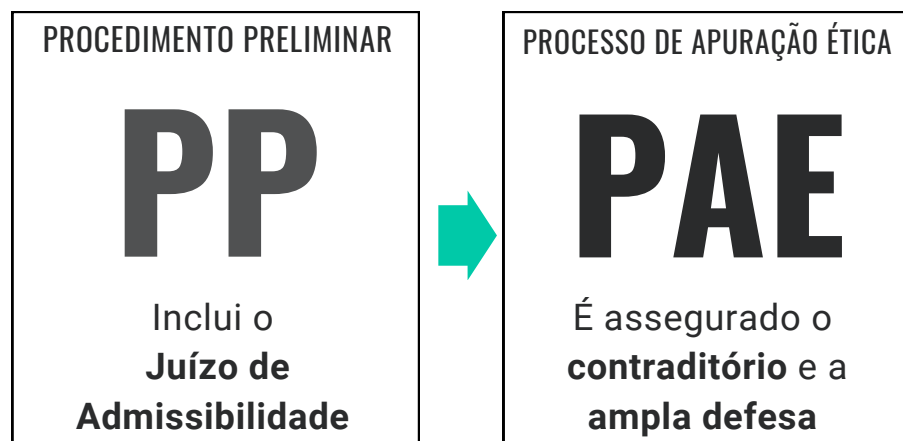 PROCEDIMENTO PRELIMINAR
PP
Inclui o
Juízo de
Admissibilidade
PROCESSO DE APURAÇÃO ÉTICA
PAE
É assegurado o
contraditório e a
ampla defesa